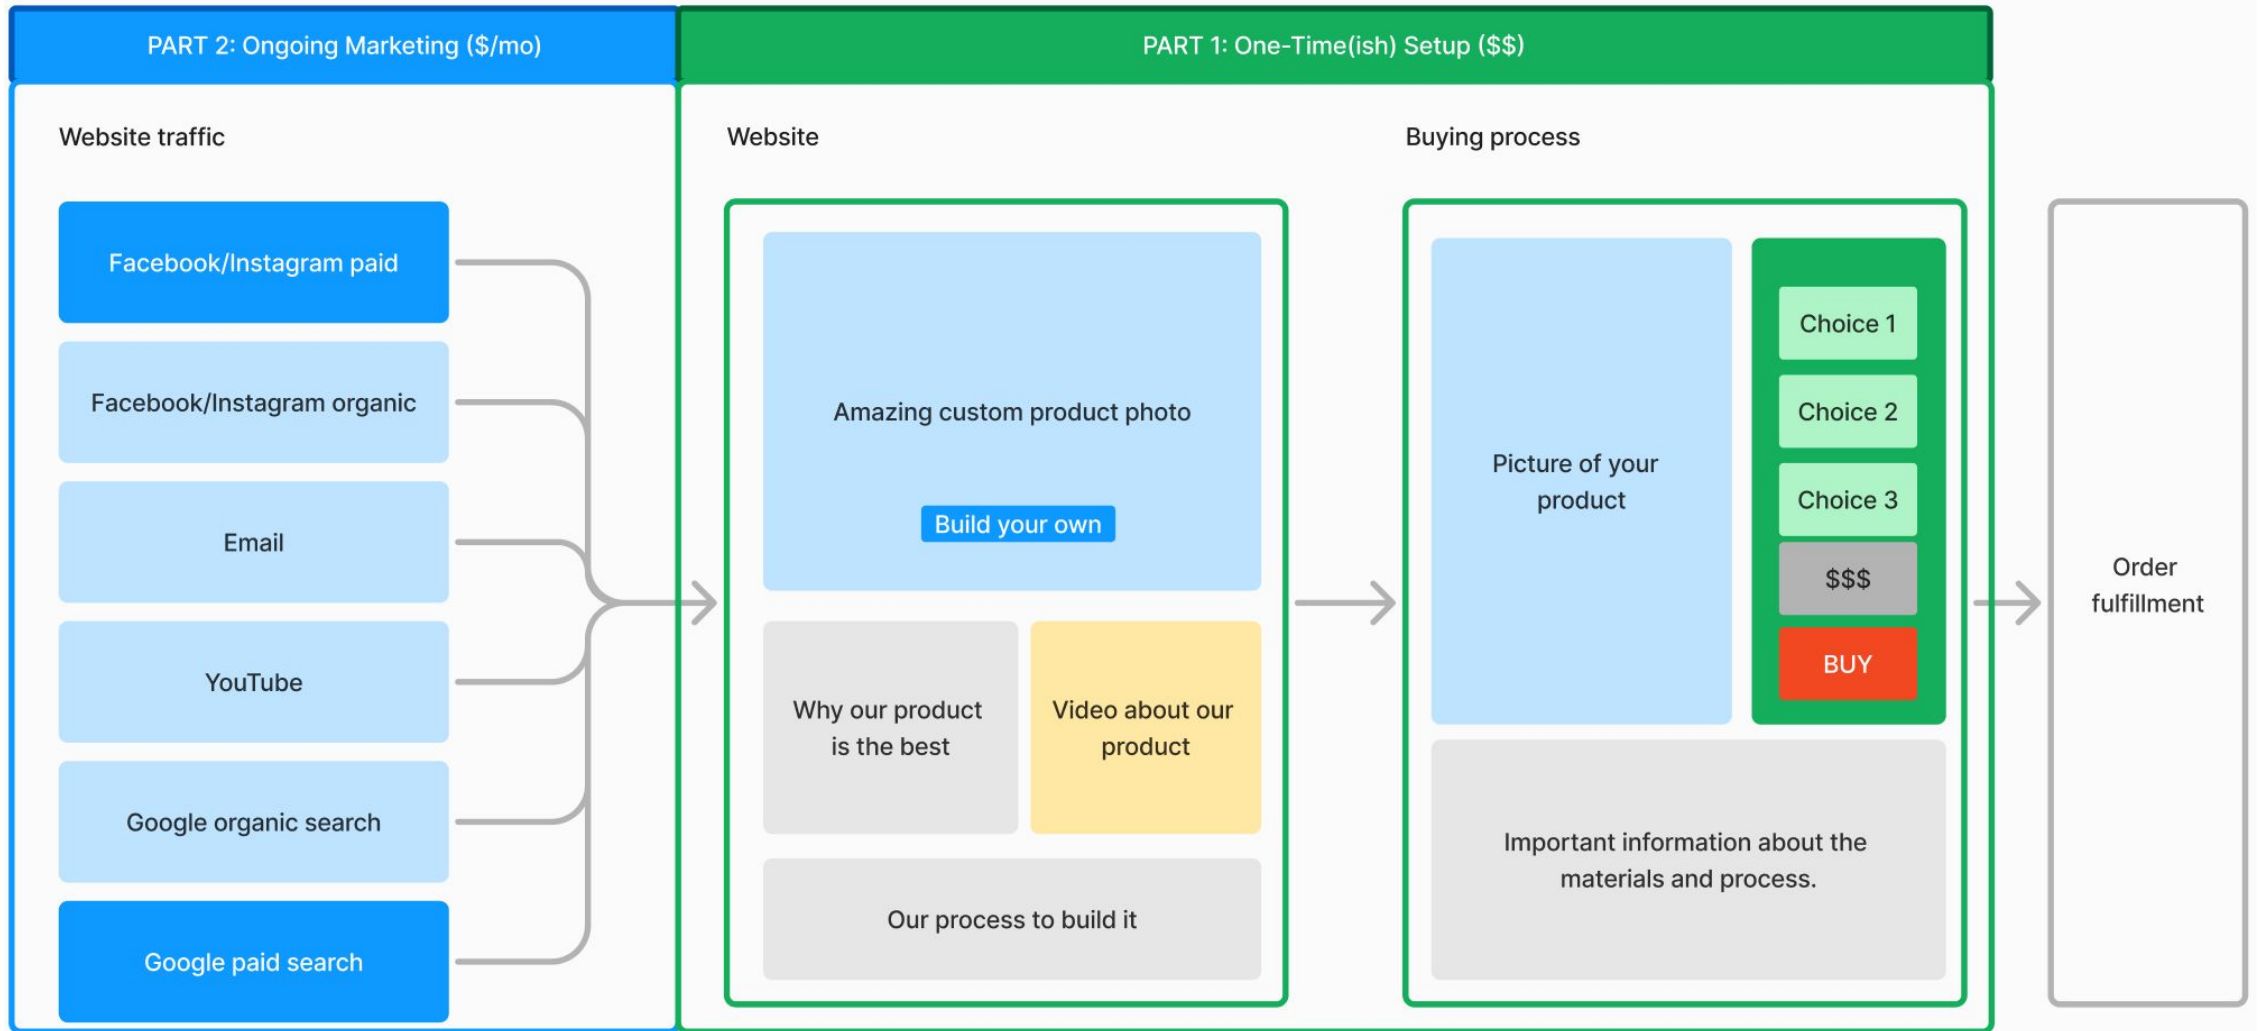 PART 2: Ongoing Marketing ($/mo)
PART 1: One-Time(ish) Setup ($$)
Website traffic
Facebook/Instagram paid
Facebook/Instagram organic
Email
YouTube
Google organic search
Google paid search
Website
Amazing custom product photo
Build your own
Why our product
is the best
Video about our
product
Our process to build it
Buying process
Picture of your
product
Choice 1
Choice 2
Choice 3
$$$
BUY
Important information about the
materials and process.
Order
fulfillment